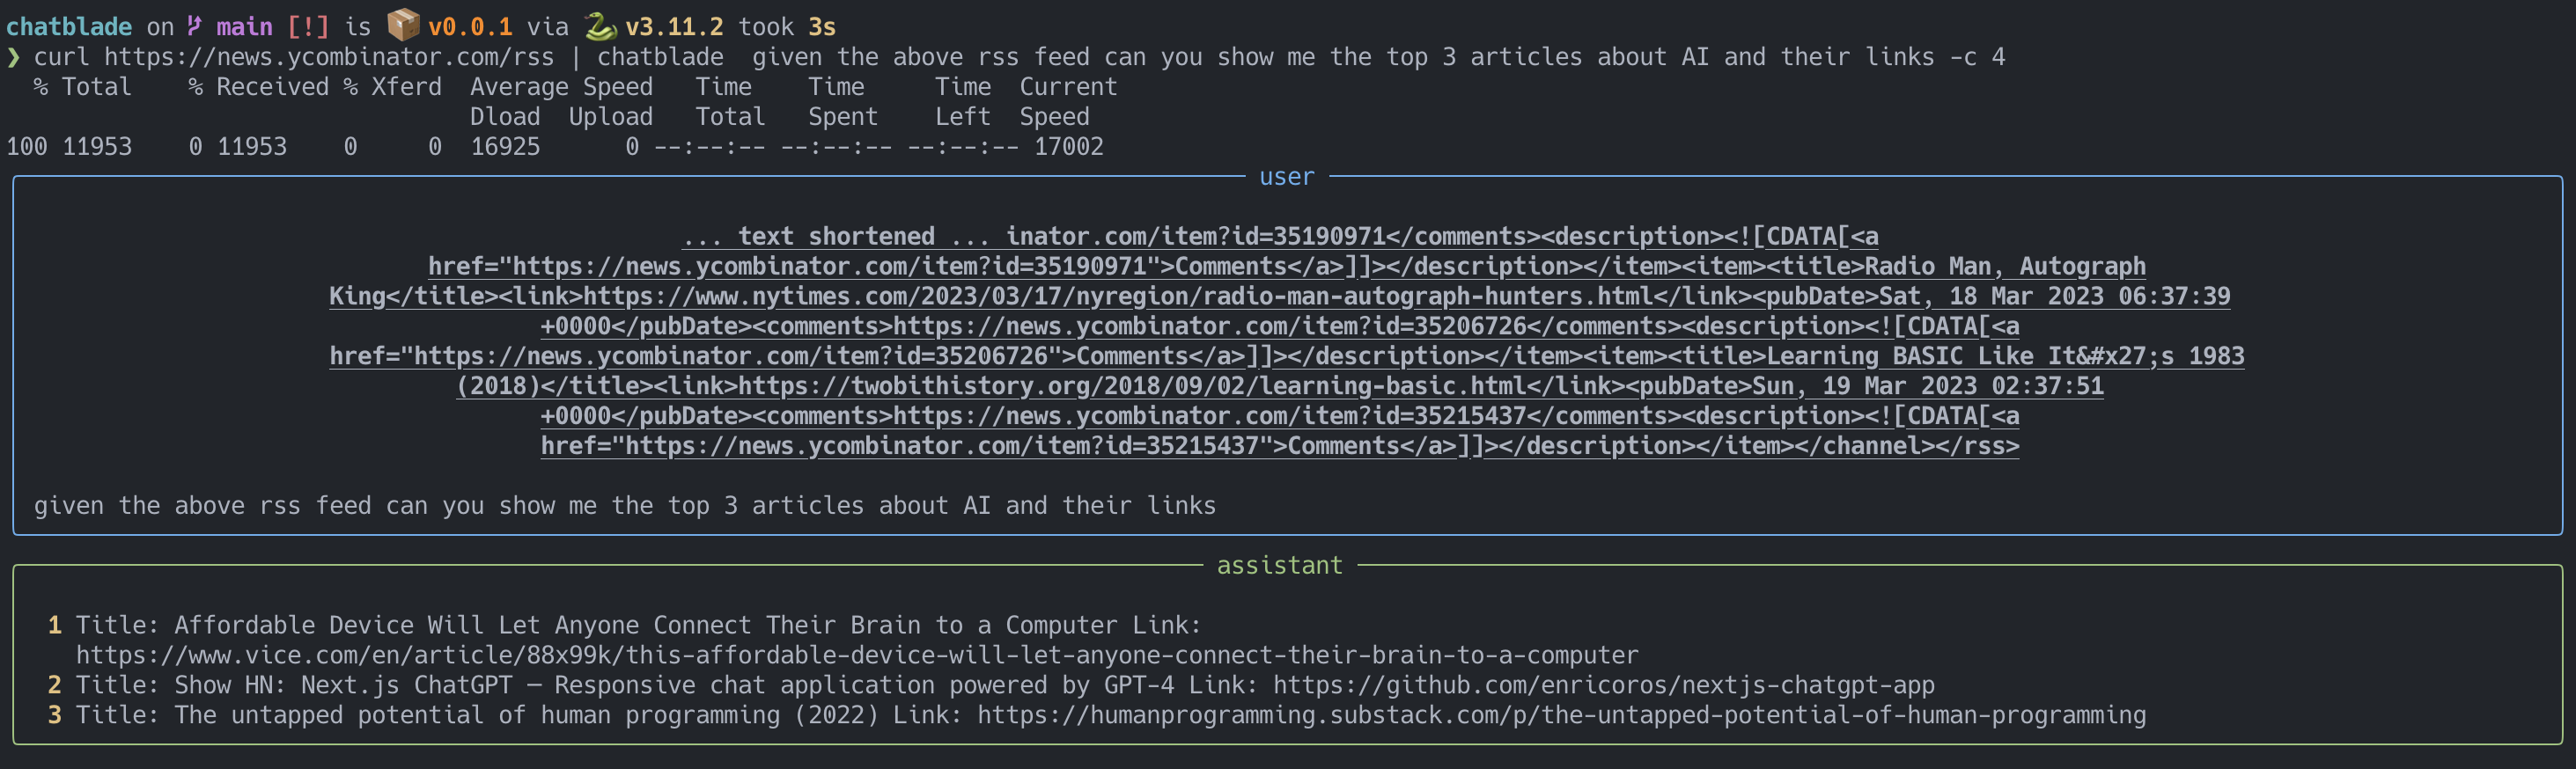 chatblade on main [!] is v0.0.1 via v3.11.2 took 3s
❯ curl https://news.ycombinator.com/rss | chatblade  given the above rss feed can you show me the top 3 articles about AI and their links -c 4
% Total    % Received % Xferd  Average Speed   Time    Time     Time  Current
Dload  Upload   Total   Spent    Left  Speed
100 11953    0 11953    0     0  16925      0 --:--:-- --:--:-- --:--:-- 17002
user
... text shortened ... inator.com/item?id=35190971</comments><description><![CDATA[<a
href="https://news.ycombinator.com/item?id=35190971">Comments</a>]]></description></item><item><title>Radio Man, Autograph
King</title><link>https://www.nytimes.com/2023/03/17/nyregion/radio-man-autograph-hunters.html</link><pubDate>Sat, 18 Mar 2023 06:37:39
+0000</pubDate><comments>https://news.ycombinator.com/item?id=35206726</comments><description><![CDATA[<a
href="https://news.ycombinator.com/item?id=35206726">Comments</a>]]></description></item><item><title>Learning BASIC Like It&#x27;s 1983
(2018)</title><link>https://twobithistory.org/2018/09/02/learning-basic.html</link><pubDate>Sun, 19 Mar 2023 02:37:51
+0000</pubDate><comments>https://news.ycombinator.com/item?id=35215437</comments><description><![CDATA[<a
href="https://news.ycombinator.com/item?id=35215437">Comments</a>]]></description></item></channel></rss>
given the above rss feed can you show me the top 3 articles about AI and their links
assistant
1 Title: Affordable Device Will Let Anyone Connect Their Brain to a Computer Link:
https://www.vice.com/en/article/88x99k/this-affordable-device-will-let-anyone-connect-their-brain-to-a-computer
2 Title: Show HN: Next.js ChatGPT – Responsive chat application powered by GPT-4 Link: https://github.com/enricoros/nextjs-chatgpt-app
3 Title: The untapped potential of human programming (2022) Link: https://humanprogramming.substack.com/p/the-untapped-potential-of-human-programming